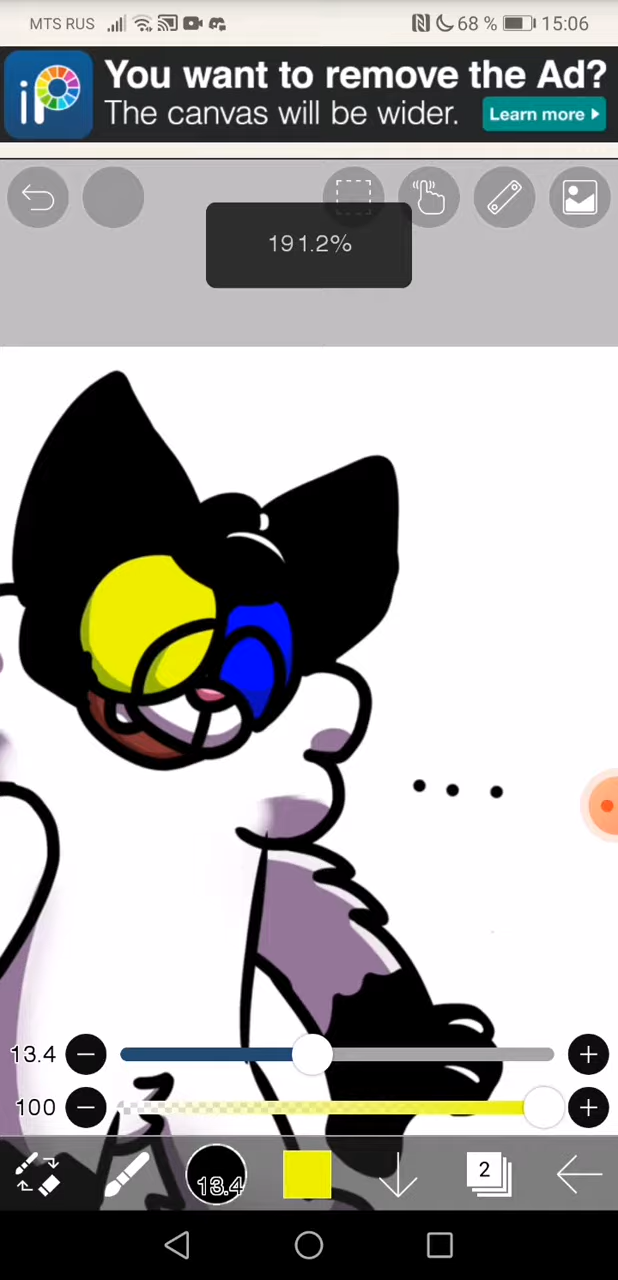 MTS RUS 68 % 15:06
iP You want to remove the Ad?
The canvas will be wider. Learn more
191.2%
• • •
13.4
100
13.4 2